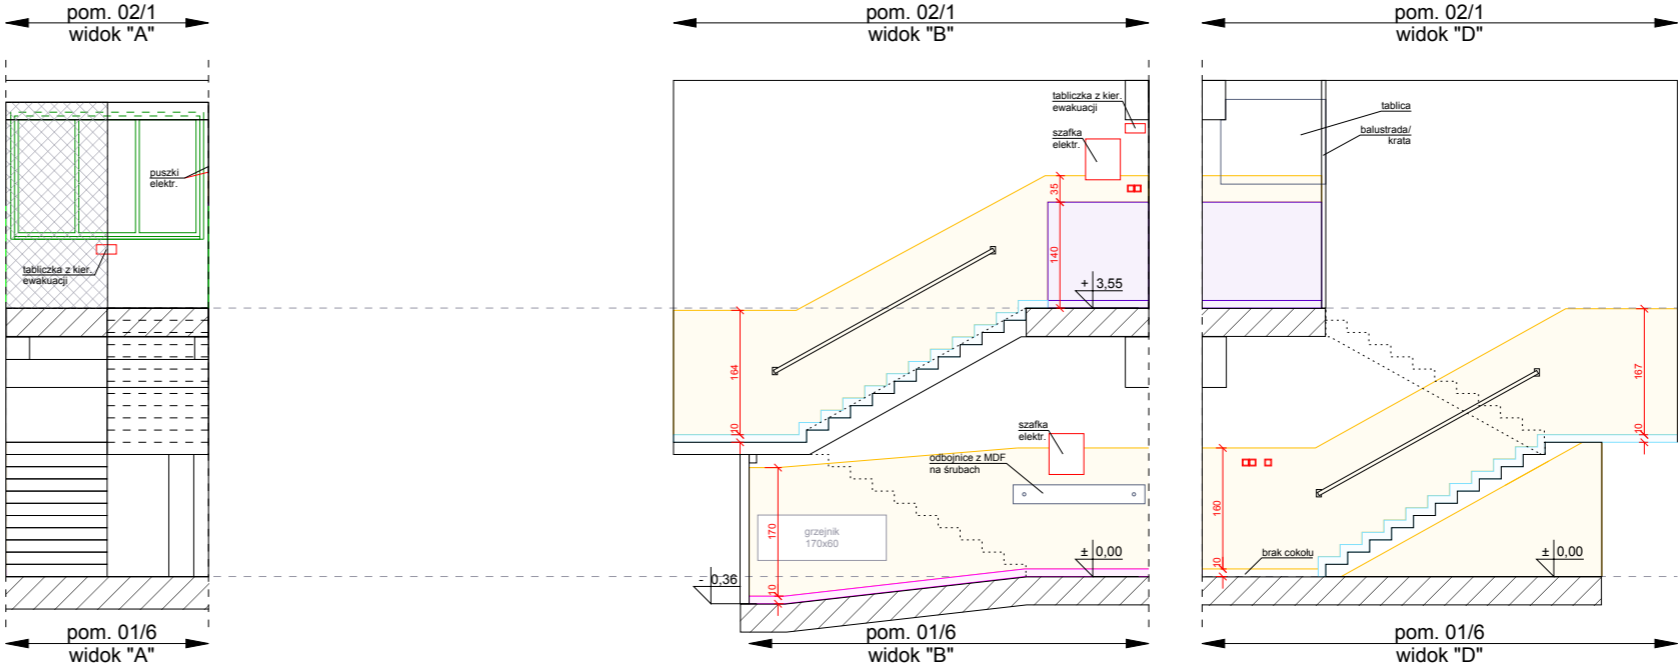 pom. 02/1
widok "A"
pom. 02/1
widok "B"
pom. 02/1
widok "D"
puszki
elektr.
tabliczka z kier.
ewakuacji
tabliczka z kier.
ewakuacji
szafka
elektr.
35
140
+ 3,55
164
10
szafka
elektr.
odbojnice z MDF
na śrubach
170
10
grzejnik
170x60
± 0,00
- 0,36
tablica
balustrada/
krata
167
10
160
10
brak cokołu
± 0,00
pom. 01/6
widok "A"
pom. 01/6
widok "B"
pom. 01/6
widok "D"